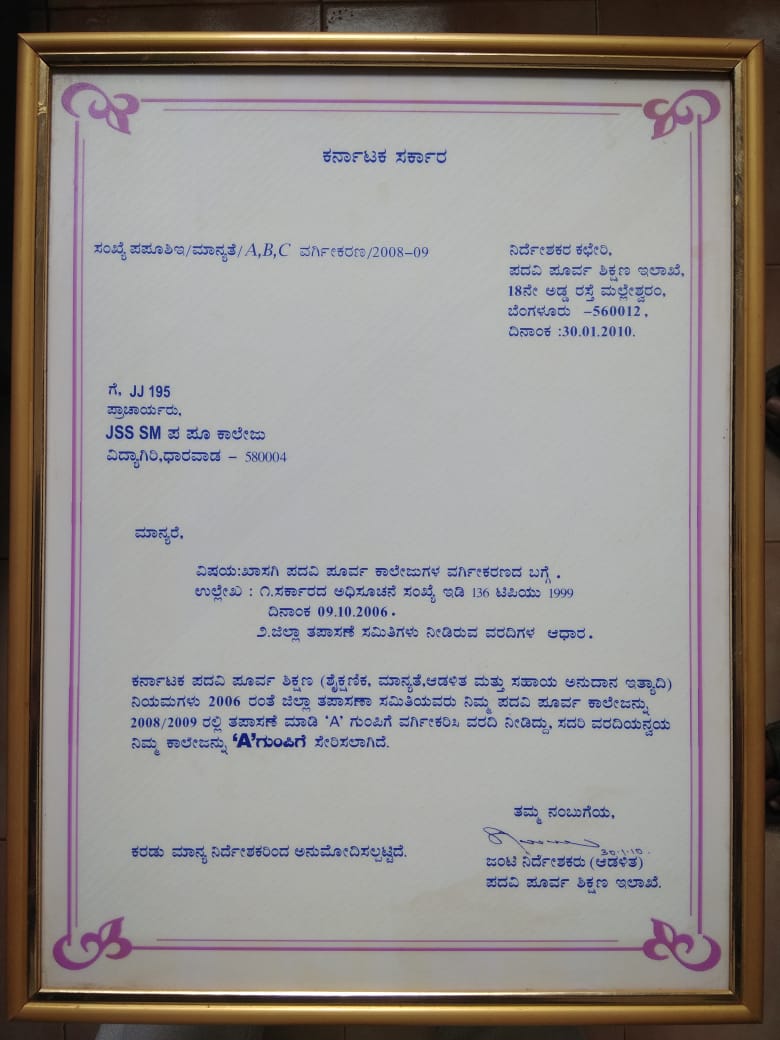 ಕರ್ನಾಟಕ ಸರ್ಕಾರ
ಸಂಖ್ಯೆ ಪಪೂಶಿಇ/ಮಾನ್ಯತೆ/A,B,C ವರ್ಗೀಕರಣ/2008-09
ನಿರ್ದೇಶಕರ ಕಛೇರಿ,
ಪದವಿ ಪೂರ್ವ ಶಿಕ್ಷಣ ಇಲಾಖೆ,
18ನೇ ಅಡ್ಡ ರಸ್ತೆ ಮಲ್ಲೇಶ್ವರಂ,
ಬೆಂಗಳೂರು -560012,
ದಿನಾಂಕ :30.01.2010.
ಗೆ, JJ 195
ಪ್ರಾಚಾರ್ಯರು,
JSS SM ಪ ಪೂ ಕಾಲೇಜು
ವಿದ್ಯಾಗಿರಿ,ಧಾರವಾಡ - 580004
ಮಾನ್ಯರೆ,
ವಿಷಯ:ಖಾಸಗಿ ಪದವಿ ಪೂರ್ವ ಕಾಲೇಜುಗಳ ವರ್ಗೀಕರಣದ ಬಗ್ಗೆ .
ಉಲ್ಲೇಖ : ೧.ಸರ್ಕಾರದ ಅಧಿಸೂಚನೆ ಸಂಖ್ಯೆ ಇಡಿ 136 ಟಿಪಿಯು 1999
ದಿನಾಂಕ 09.10.2006 .
೨.ಜಿಲ್ಲಾ ತಪಾಸಣೆ ಸಮಿತಿಗಳು ನೀಡಿರುವ ವರದಿಗಳ ಆಧಾರ .
ಕರ್ನಾಟಕ ಪದವಿ ಪೂರ್ವ ಶಿಕ್ಷಣ (ಶೈಕ್ಷಣಿಕ, ಮಾನ್ಯತೆ,ಆಡಳಿತ ಮತ್ತು ಸಹಾಯ ಅನುದಾನ ಇತ್ಯಾದಿ)
ನಿಯಮಗಳು 2006 ರಂತೆ ಜಿಲ್ಲಾ ತಪಾಸಣಾ ಸಮಿತಿಯವರು ನಿಮ್ಮ ಪದವಿ ಪೂರ್ವ ಕಾಲೇಜನ್ನು
2008/2009 ರಲ್ಲಿ ತಪಾಸಣೆ ಮಾಡಿ 'A' ಗುಂಪಿಗೆ ವರ್ಗೀಕರಿಸಿ ವರದಿ ನೀಡಿದ್ದು, ಸದರಿ ವರದಿಯನ್ವಯ
ನಿಮ್ಮ ಕಾಲೇಜನ್ನು 'A'ಗುಂಪಿಗೆ ಸೇರಿಸಲಾಗಿದೆ.
ತಮ್ಮ ನಂಬುಗೆಯ,
30.1.10.
ಕರಡು ಮಾನ್ಯ ನಿರ್ದೇಶಕರಿಂದ ಅನುಮೋದಿಸಲ್ಪಟ್ಟಿದೆ.
ಜಂಟಿ ನಿರ್ದೇಶಕರು (ಆಡಳಿತ)
ಪದವಿ ಪೂರ್ವ ಶಿಕ್ಷಣ ಇಲಾಖೆ.